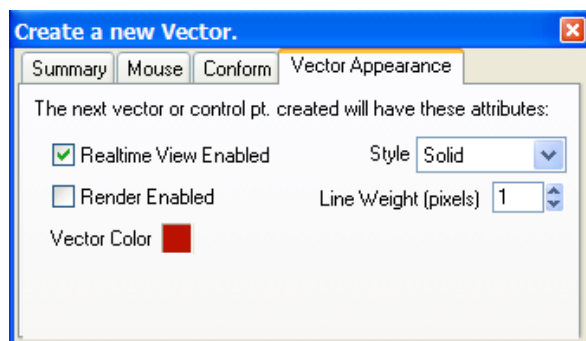 Create a new Vector.
Summary Mouse Conform Vector Appearance
The next vector or control pt. created will have these attributes:
Realtime View Enabled Style Solid
Render Enabled Line Weight (pixels) 1
Vector Color